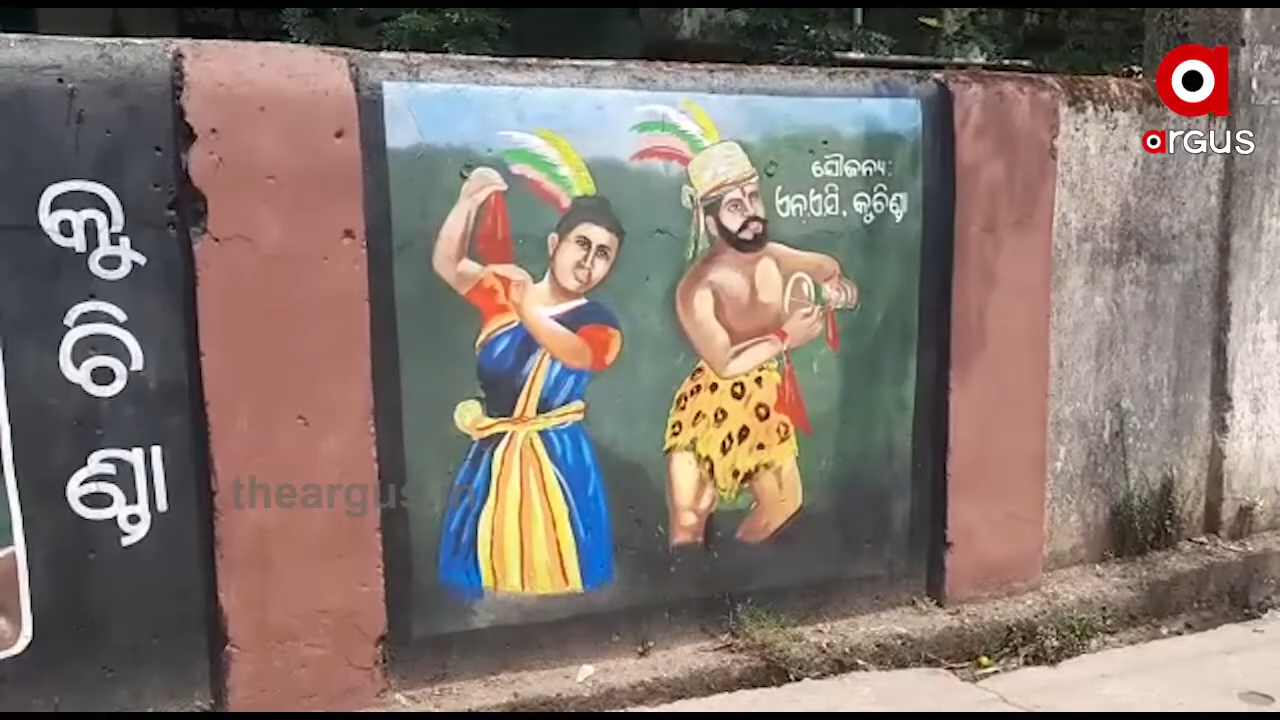 କୁ
ଚି
ଣ୍ଡା
ସୌଜନ୍ୟ:
ଏନ୍.ଏସି. କୁଚିଣ୍ଡା
argus
theargus.in